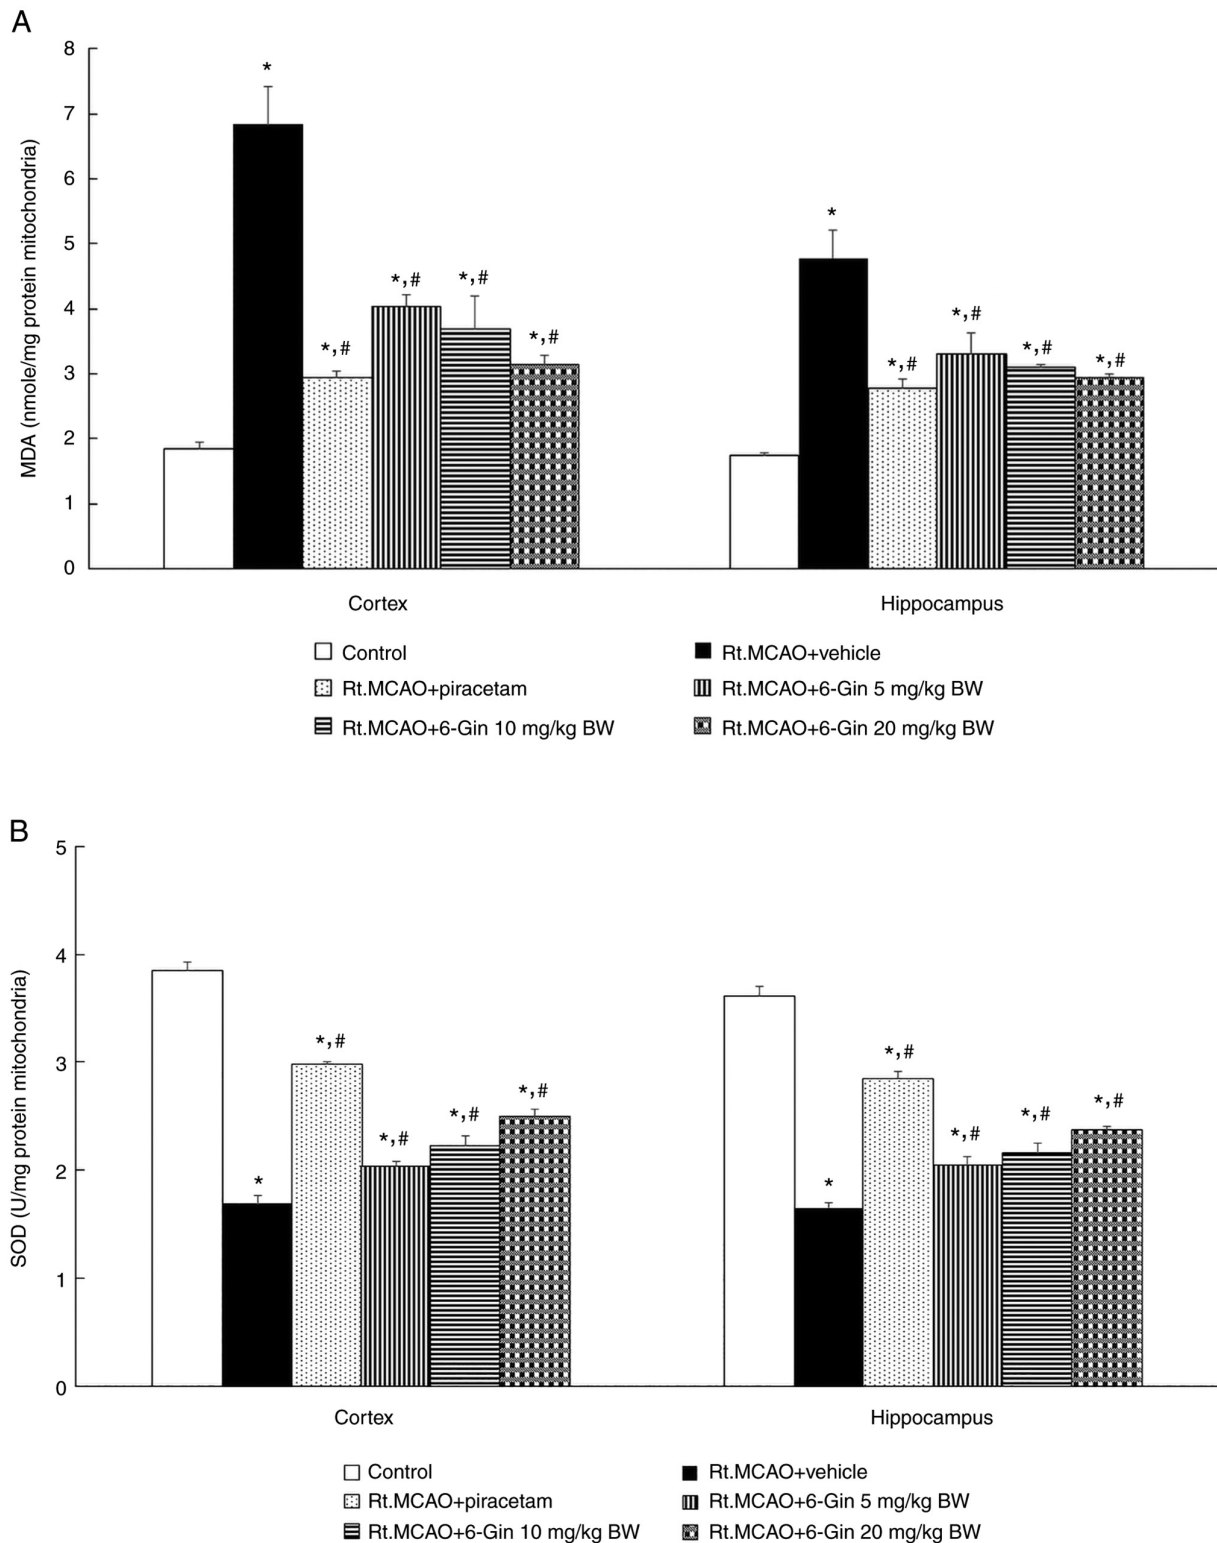 A
8
7
6
5
4
3
2
1
0
MDA (nmole/mg protein mitochondria)
*
*,#
*,#
*,#
*,#
*
*,#
*,#
*,#
*,#
Cortex
Hippocampus
Control
Rt.MCAO+vehicle
Rt.MCAO+piracetam
Rt.MCAO+6-Gin 5 mg/kg BW
Rt.MCAO+6-Gin 10 mg/kg BW
Rt.MCAO+6-Gin 20 mg/kg BW
B
5
4
3
2
1
0
SOD (U/mg protein mitochondria)
*
*,#
*,#
*,#
*,#
*
*,#
*,#
*,#
*,#
Cortex
Hippocampus
Control
Rt.MCAO+vehicle
Rt.MCAO+piracetam
Rt.MCAO+6-Gin 5 mg/kg BW
Rt.MCAO+6-Gin 10 mg/kg BW
Rt.MCAO+6-Gin 20 mg/kg BW